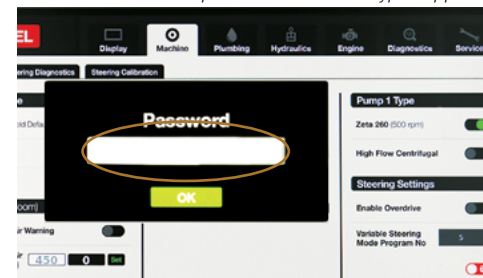 EL
Display
Machine
Plumbing
Hydraulics
Engine
Diagnostics
Service
ering Diagnostics
Steering Calibration
Pump 1 Type
Password
Zeta 260 (500 rpm)
High Flow Centrifugal
OK
Steering Settings
Enable Overdrive
oom)
r Warning
Variable Steering
Mode Program No
5
450
0
Set